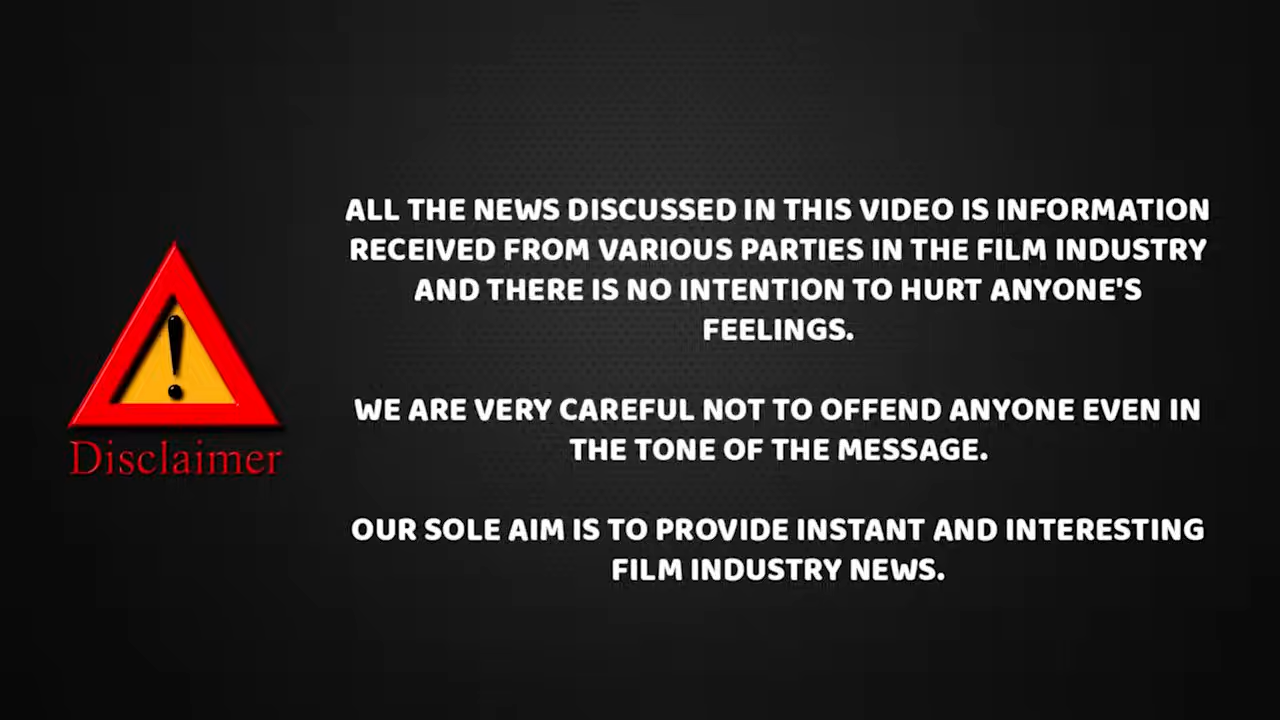 ALL THE NEWS DISCUSSED IN THIS VIDEO IS INFORMATION
RECEIVED FROM VARIOUS PARTIES IN THE FILM INDUSTRY
AND THERE IS NO INTENTION TO HURT ANYONE'S
FEELINGS.
WE ARE VERY CAREFUL NOT TO OFFEND ANYONE EVEN IN
THE TONE OF THE MESSAGE.
OUR SOLE AIM IS TO PROVIDE INSTANT AND INTERESTING
FILM INDUSTRY NEWS.
!
Disclaimer